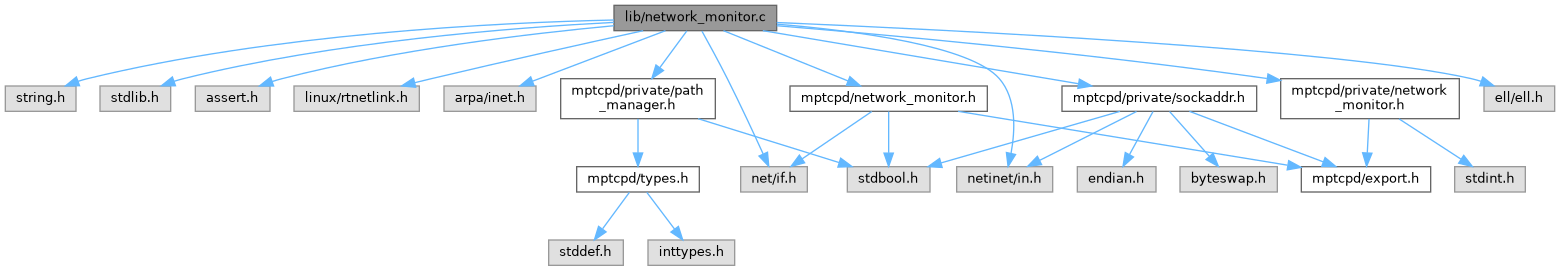 lib/network_monitor.c
string.h
stdlib.h
assert.h
linux/rtnetlink.h
arpa/inet.h
mptcpd/private/path
_manager.h
mptcpd/network_monitor.h
mptcpd/private/sockaddr.h
mptcpd/private/network
_monitor.h
ell/ell.h
mptcpd/types.h
net/if.h
stdbool.h
netinet/in.h
endian.h
byteswap.h
mptcpd/export.h
stdint.h
stddef.h
inttypes.h